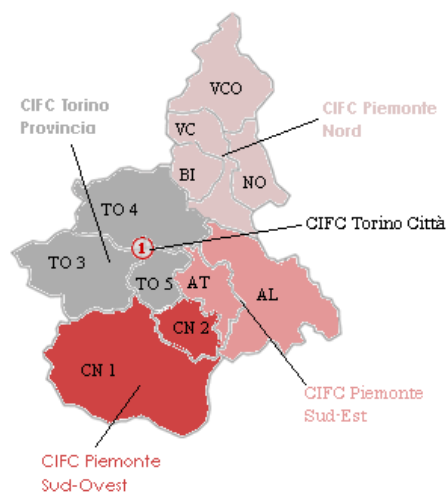 VCO
CIFC Torino
Provincia
VC
CIFC Piemonte
Nord
BI
NO
TO 4
CIFC Torino Città
1
TO 3
TO 5
AT
AL
CN 2
CN 1
CIFC Piemonte
Sud-Est
CIFC Piemonte
Sud-Ovest